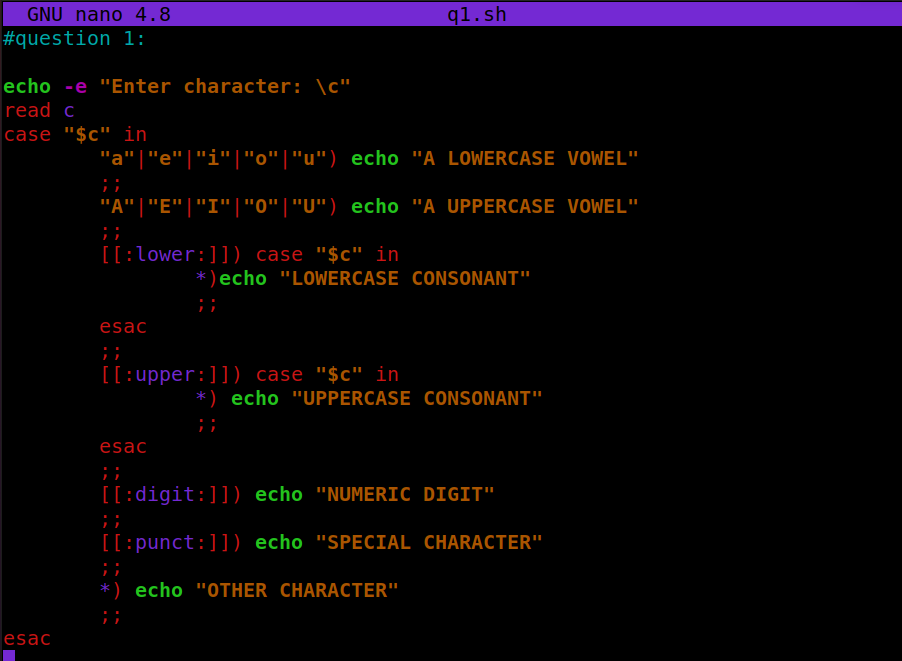 GNU nano 4.8 q1.sh
#question 1:
echo -e "Enter character: \c"
read c
case "$c" in
"a"|"e"|"i"|"o"|"u") echo "A LOWERCASE VOWEL"
;;
"A"|"E"|"I"|"O"|"U") echo "A UPPERCASE VOWEL"
;;
[[:lower:]]) case "$c" in
*)echo "LOWERCASE CONSONANT"
;;
esac
;;
[[:upper:]]) case "$c" in
*) echo "UPPERCASE CONSONANT"
;;
esac
;;
[[:digit:]]) echo "NUMERIC DIGIT"
;;
[[:punct:]]) echo "SPECIAL CHARACTER"
;;
*) echo "OTHER CHARACTER"
;;
esac